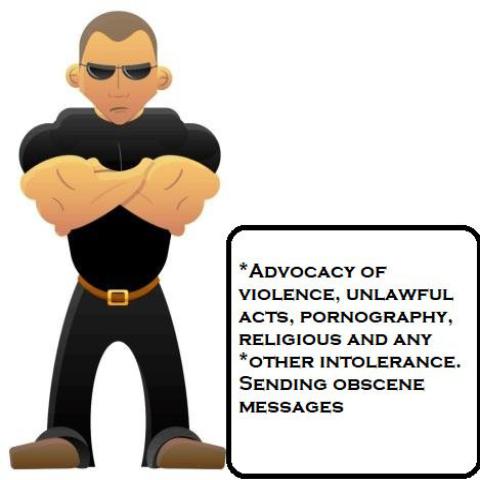 *Advocacy of
violence, unlawful
acts, pornography,
religious and any
*other intolerance.
Sending obscene
messages